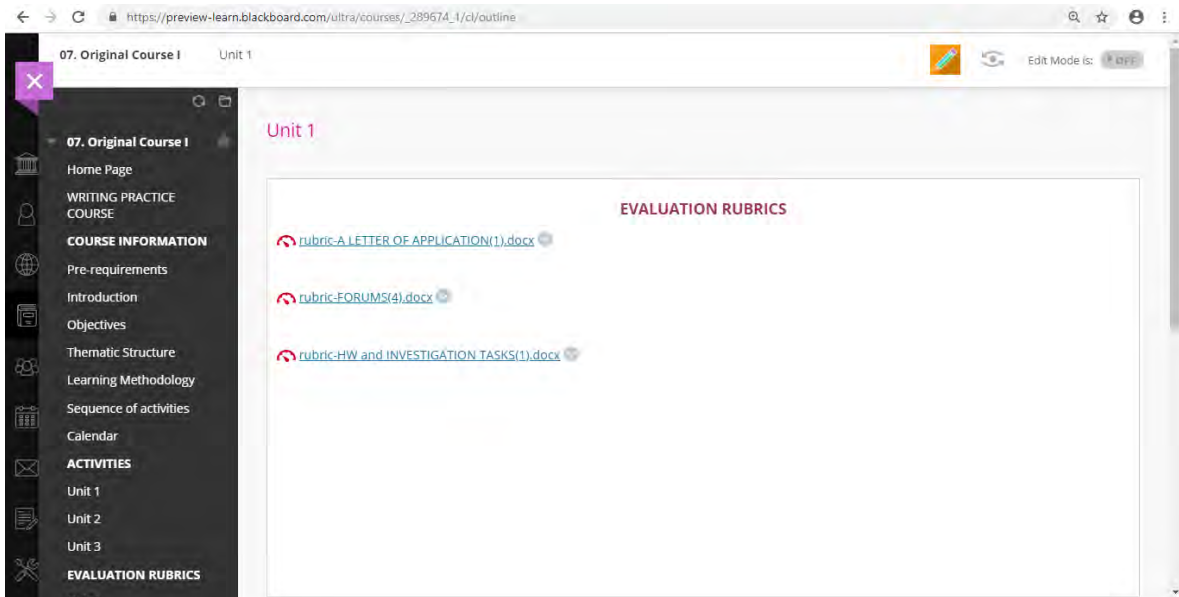 https://preview-learn.blackboard.com/ultra/courses/_289674_1/cl/outline
07. Original Course I
Unit 1
Edit Mode is:
OFF
07. Original Course I
Home Page
WRITING PRACTICE
COURSE
COURSE INFORMATION
Pre-requirements
Introduction
Objectives
Thematic Structure
Learning Methodology
Sequence of activities
Calendar
ACTIVITIES
Unit 1
Unit 2
Unit 3
EVALUATION RUBRICS
Unit 1
EVALUATION RUBRICS
rubric-A LETTER OF APPLICATION(1).docx
rubric-FORUMS(4).docx
rubric-HW and INVESTIGATION TASKS(1).docx